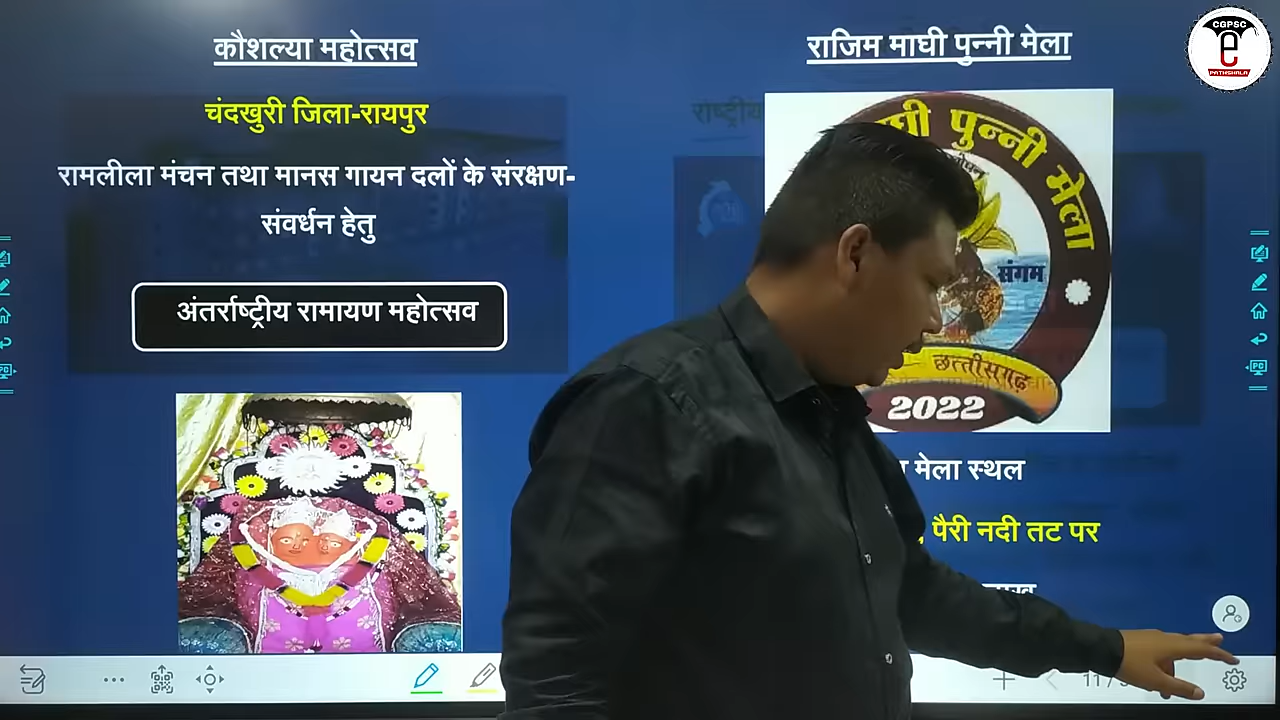 कौशल्या महोत्सव
चंदखुरी जिला-रायपुर
रामलीला मंचन तथा मानस गायन दलों के संरक्षण-
संवर्धन हेतु
अंतर्राष्ट्रीय रामायण महोत्सव
राजिम माघी पुन्नी मेला
पुन्नी मेला
संगम
छत्तीसगढ़
2022
मेला स्थल
, पैरी नदी तट पर
CGPSC
e
PATHSHALA